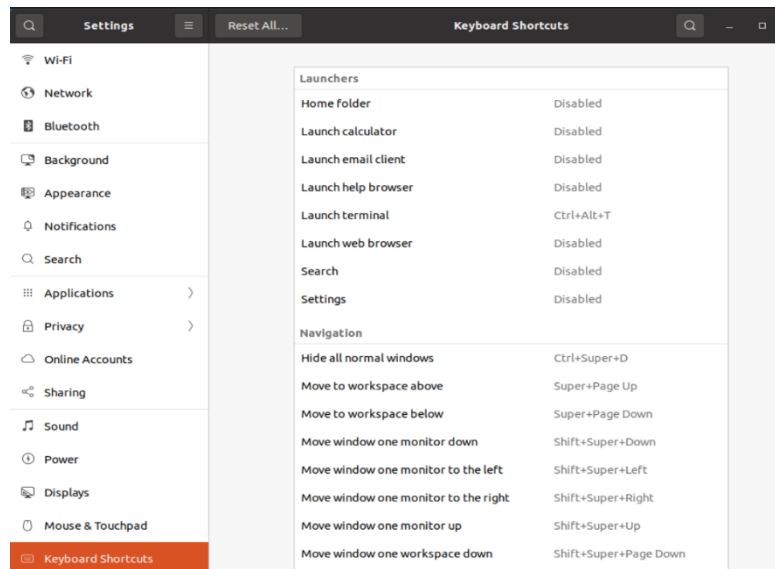 Settings
Reset All...
Keyboard Shortcuts
Wi-Fi
Network
Bluetooth
Background
Appearance
Notifications
Search
Applications
Privacy
Online Accounts
Sharing
Sound
Power
Displays
Mouse & Touchpad
Keyboard Shortcuts
Launchers
Home folder Disabled
Launch calculator Disabled
Launch email client Disabled
Launch help browser Disabled
Launch terminal Ctrl+Alt+T
Launch web browser Disabled
Search Disabled
Settings Disabled
Navigation
Hide all normal windows Ctrl+Super+D
Move to workspace above Super+Page Up
Move to workspace below Super+Page Down
Move window one monitor down Shift+Super+Down
Move window one monitor to the left Shift+Super+Left
Move window one monitor to the right Shift+Super+Right
Move window one monitor up Shift+Super+Up
Move window one workspace down Shift+Super+Page Down